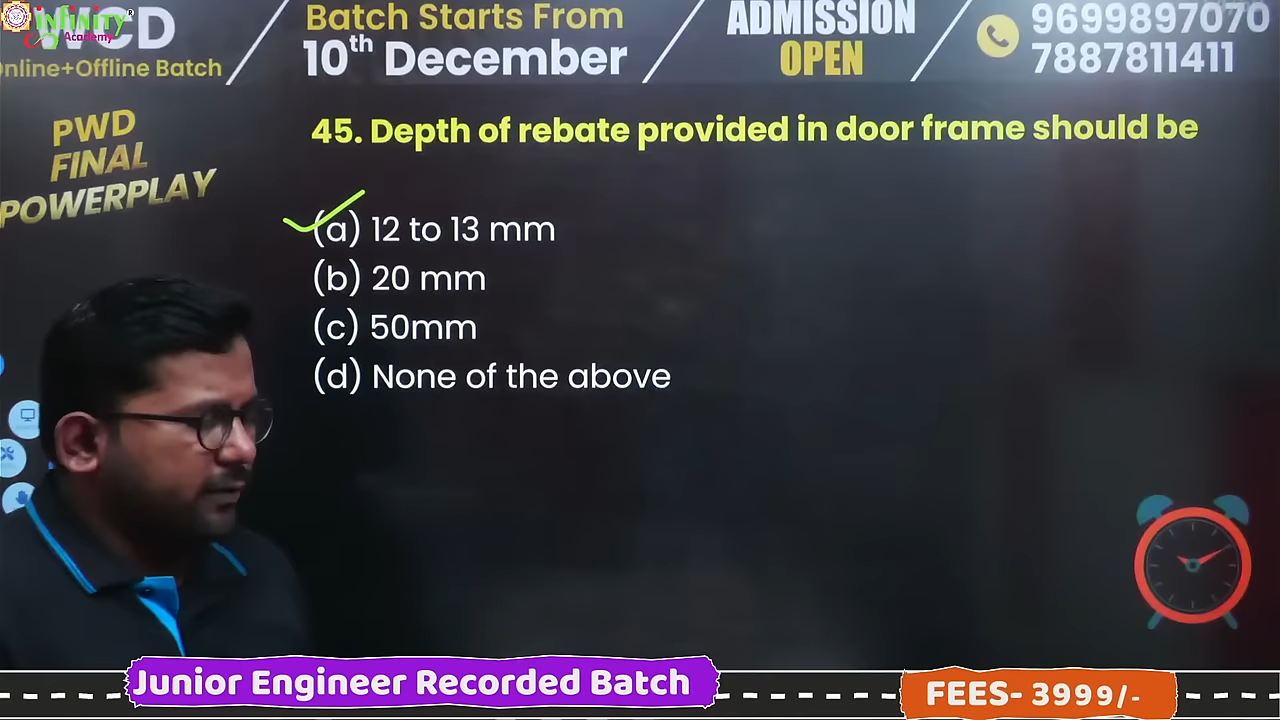 infinity
Academy
CD
Online+Offline Batch
Batch Starts From
10th December
ADMISSION
OPEN
9699897070
7887811411
PWD
FINAL
POWERPLAY
45. Depth of rebate provided in door frame should be
(a) 12 to 13 mm
(b) 20 mm
(c) 50mm
(d) None of the above
Junior Engineer Recorded Batch
FEES- 3999/-